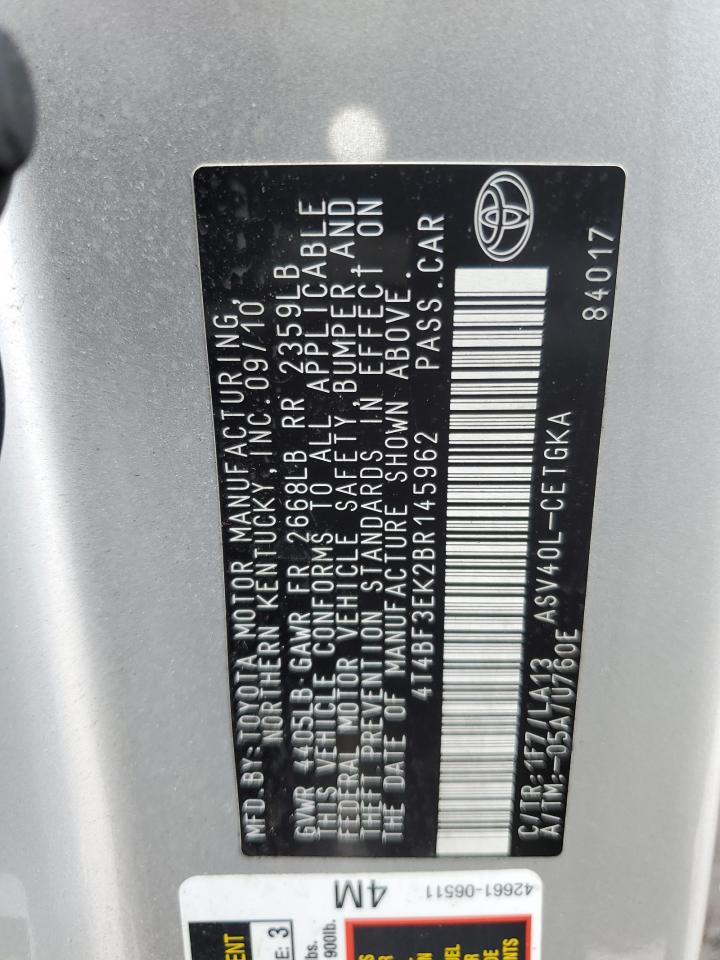 MFD. BY: TOYOTA MOTOR MANUFACTURING,
NORTHERN KENTUCKY, INC. 09/10
GVWR 4405LB GAWR FR 2668LB RR 2359LB
THIS VEHICLE CONFORMS TO ALL APPLICABLE
FEDERAL MOTOR VEHICLE SAFETY, BUMPER AND
THEFT PREVENTION STANDARDS IN EFFECT ON
THE DATE OF MANUFACTURE SHOWN ABOVE.
4T4BF3EK2BR145962 PASS. CAR
C/TR: 1F7/LA13 ASV40L-CETGKA
A/TM: -05A/U760E
84017
4M
42661-06511
E: 3
900lb.